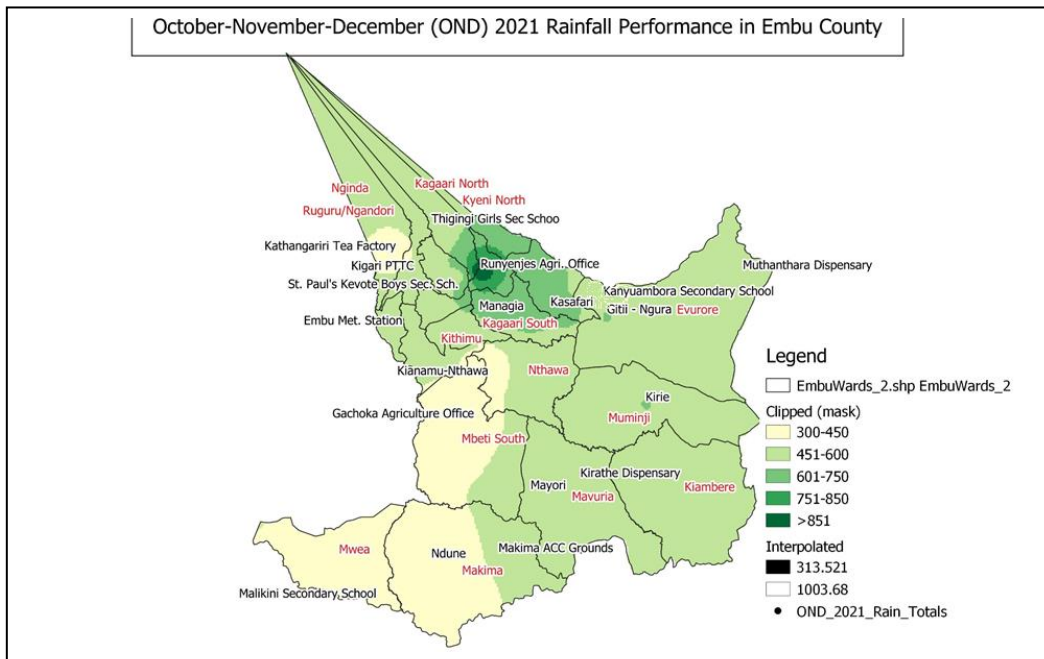 October-November-December (OND) 2021 Rainfall Performance in Embu County
Nginda
Kagaari North
Kyeni North
Ruguru/Ngandori
Thigingi Girls Sec Schoo
Kathangariri Tea Factory
Kigari PTTC
Runyenjes Agri. Office
Muthanthara Dispensary
St. Paul's Kevote Boys Sec. Sch.
Kanyuambora Secondary School
Managia
Kasafari
Gitii - Ngura
Evurore
Embu Met. Station
Kagaari South
Kithimu
Kianamu-Nthawa
Nthawa
Gachoka Agriculture Office
Kirie
Muminji
Mbeti South
Kirathe Dispensary
Mayori
Mavuria
Kiambere
Mwea
Ndune
Makima ACC Grounds
Makima
Malikini Secondary School
Legend
EmbuWards_2.shp EmbuWards_2
Clipped (mask)
300-450
451-600
601-750
751-850
>851
Interpolated
313.521
1003.68
OND_2021_Rain_Totals